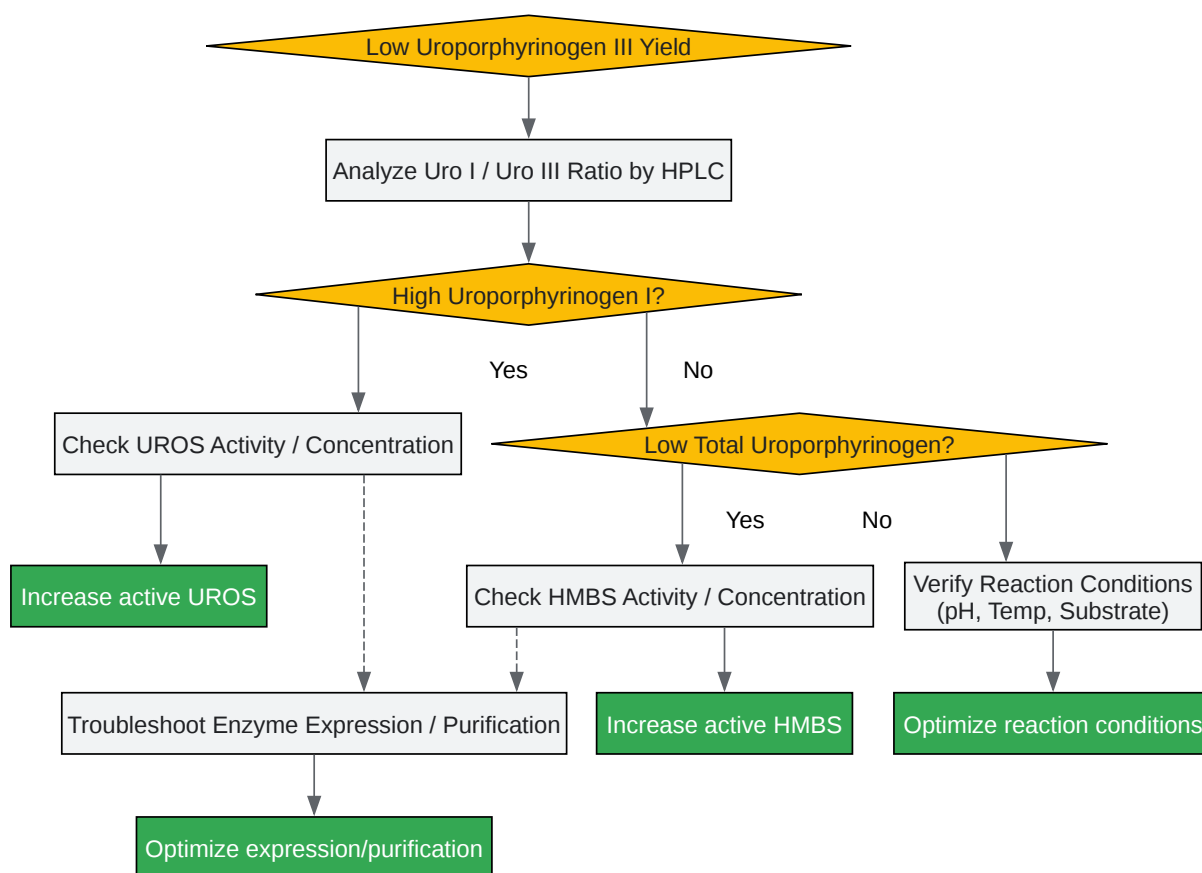 Low Uroporphyrinogen III Yield
Analyze Uro I / Uro III Ratio by HPLC
High Uroporphyrinogen I?
Yes
No
Check UROS Activity / Concentration
Low Total Uroporphyrinogen?
Yes
No
Increase active UROS
Check HMBS Activity / Concentration
Verify Reaction Conditions
(pH, Temp, Substrate)
Troubleshoot Enzyme Expression / Purification
Increase active HMBS
Optimize reaction conditions
Optimize expression/purification